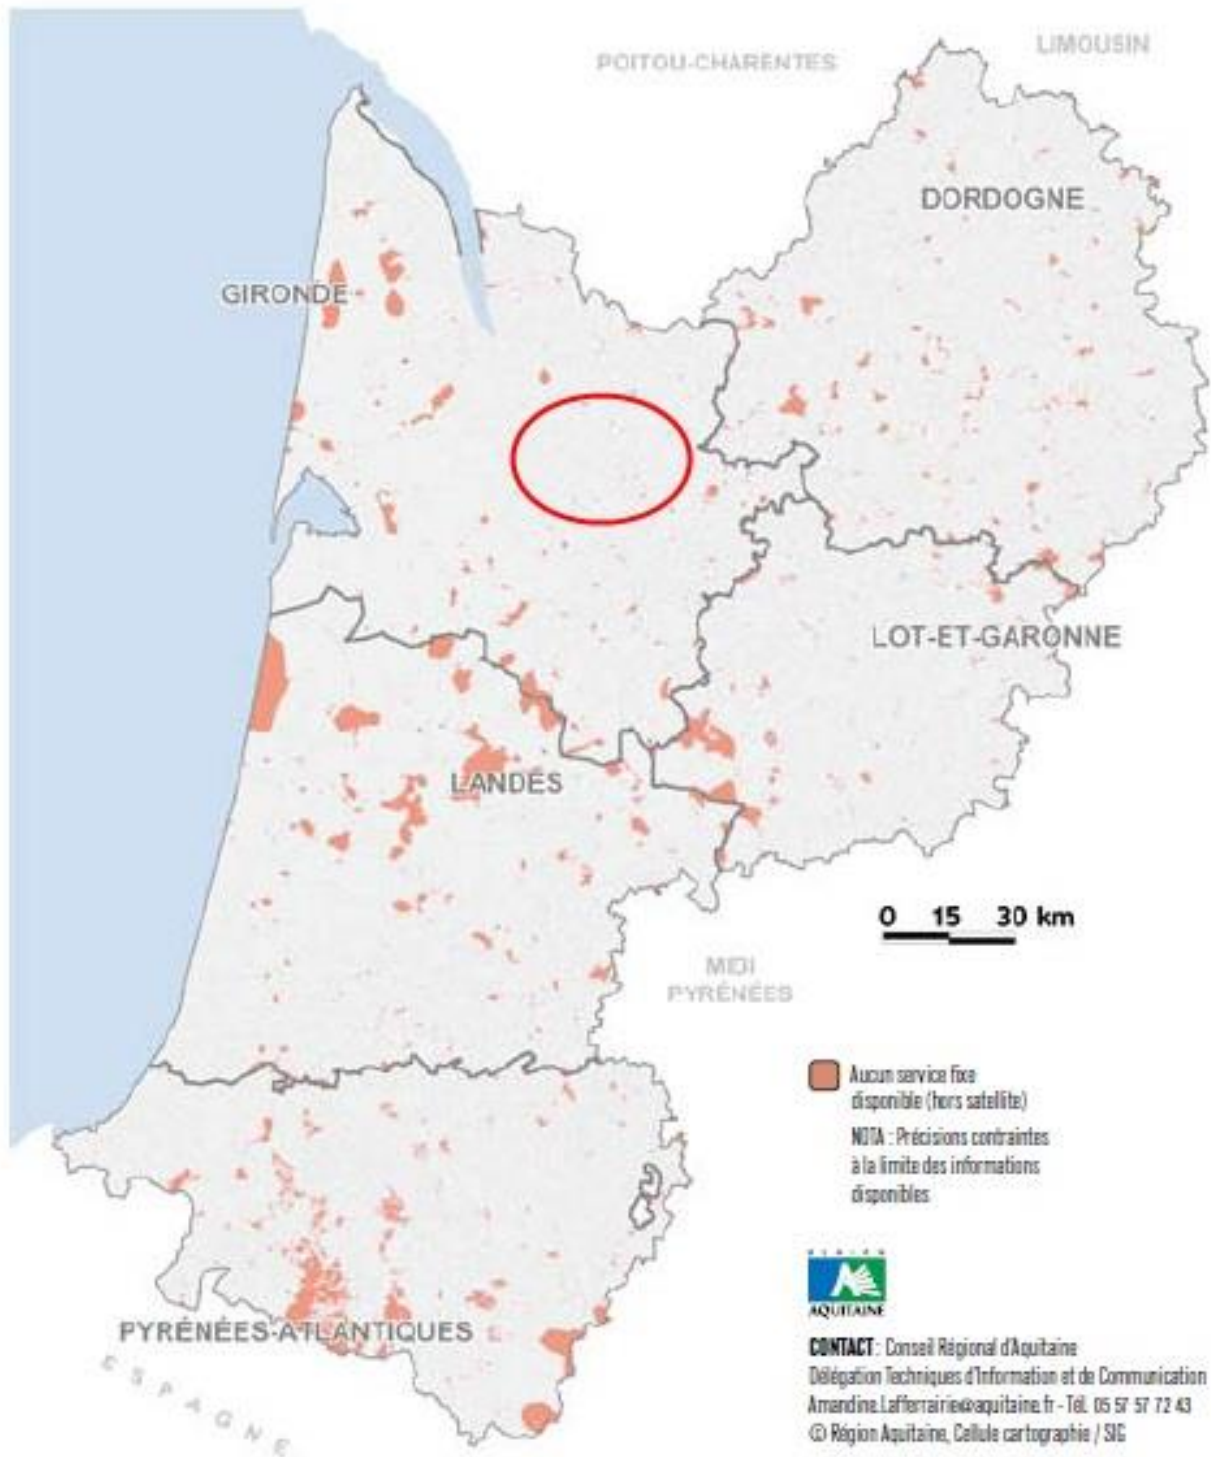 POITOU-CHARENTES
LIMOUSIN
DORDOGNE
GIRONDE
LOT-ET-GARONNE
LANDES
0 15 30 km
MIDI
PYRÉNÉES
Aucun service fixe
disponible (hors satellite)
NOTA : Précisions contraintes
à la limite des informations
disponibles
AQUITAINE
PYRÉNÉES-ATLANTIQUES
ESPAGNE
CONTACT : Conseil Régional d'Aquitaine
Délégation Techniques d'Information et de Communication
Amandine.Lafferrairie@aquitaine.fr - Tél. 05 57 57 72 43
© Région Aquitaine, Cellule cartographie / SIG